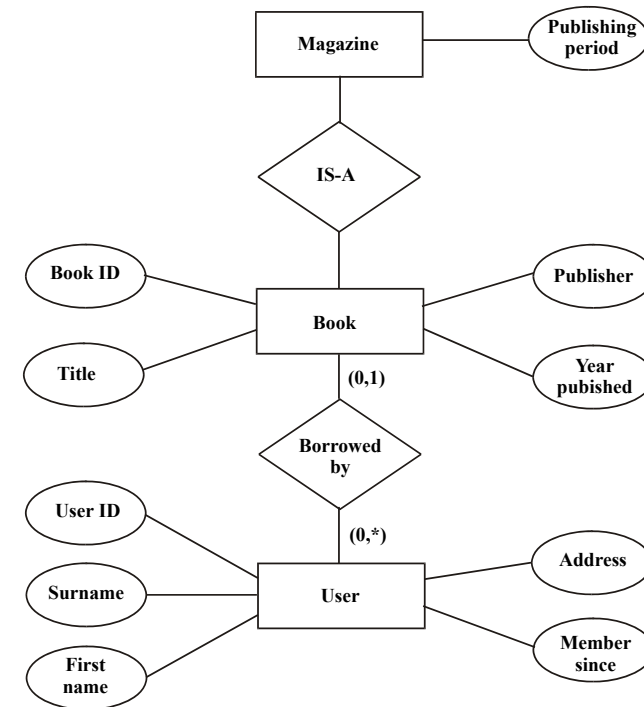 Magazine
Publishing
period
IS-A
Book ID
Publisher
Book
Title
Year
pubished
(0,1)
Borrowed
by
User ID
(0,*)
Address
Surname
User
First
name
Member
since